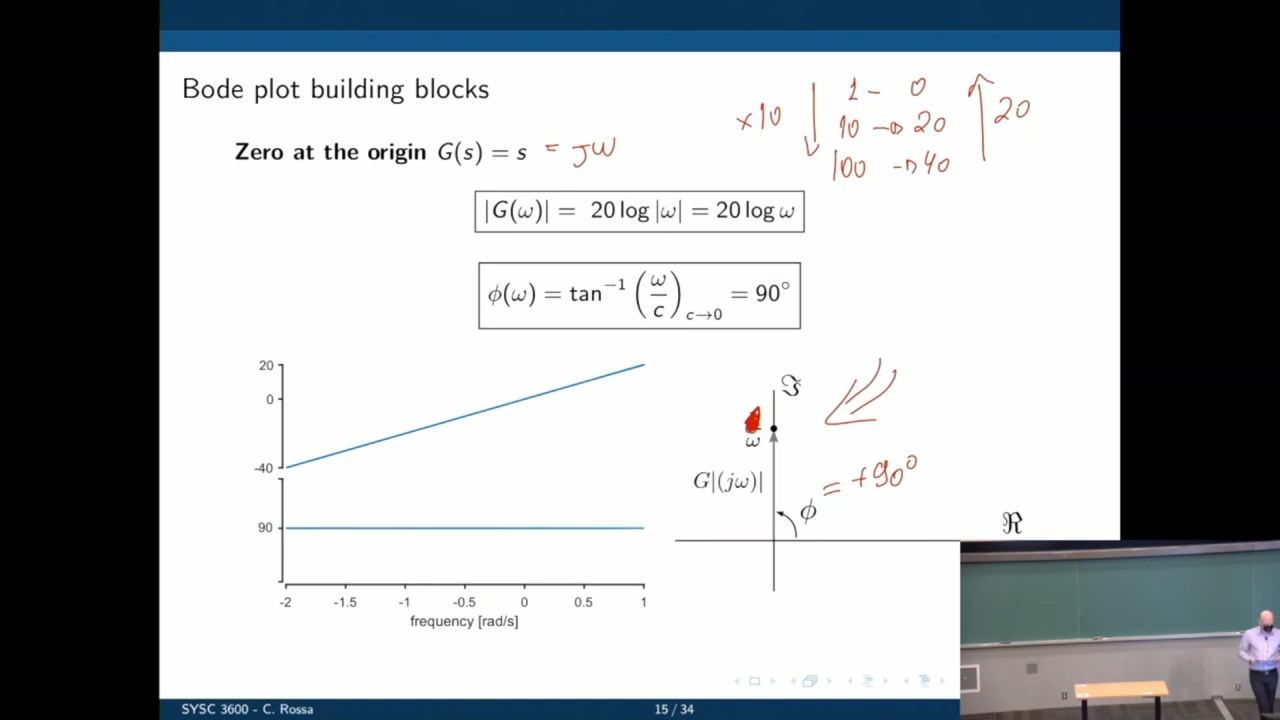 Bode plot building blocks
×10
1 – 0
10 → 20
100 → 40
20
Zero at the origin G(s) = s = jω
|G(ω)| = 20 log |ω| = 20 log ω
ϕ(ω) = tan⁻¹ (ω/c)c→0 = 90°
20
0
-40
90
-2 -1.5 -1 -0.5 0 0.5 1
frequency [rad/s]
ℑ
ω
G|(jω)|
ϕ = +90°
ℜ
SYSC 3600 - C. Rossa
15 / 34